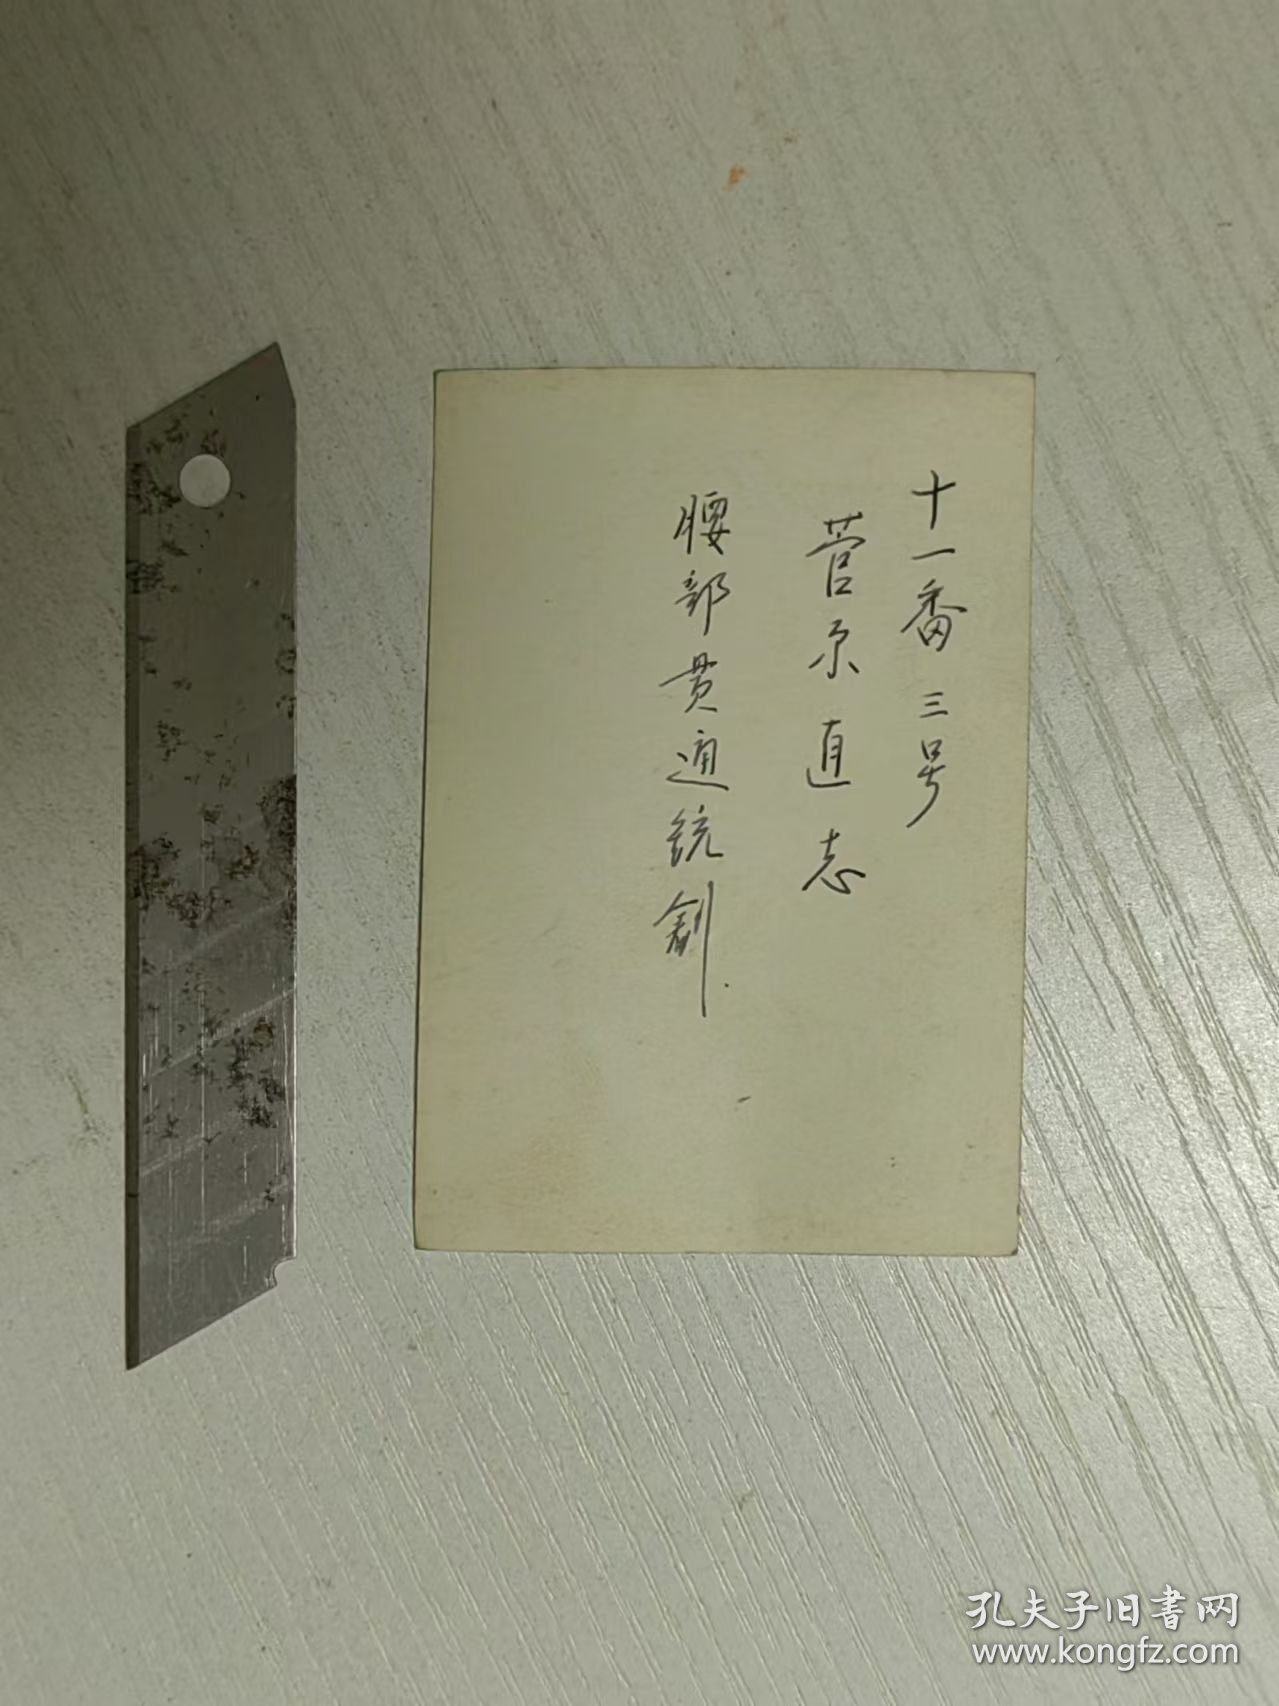 十一番 三号
菅原直志
腰部貫通銃創
孔夫子旧書网
www.kongfz.com